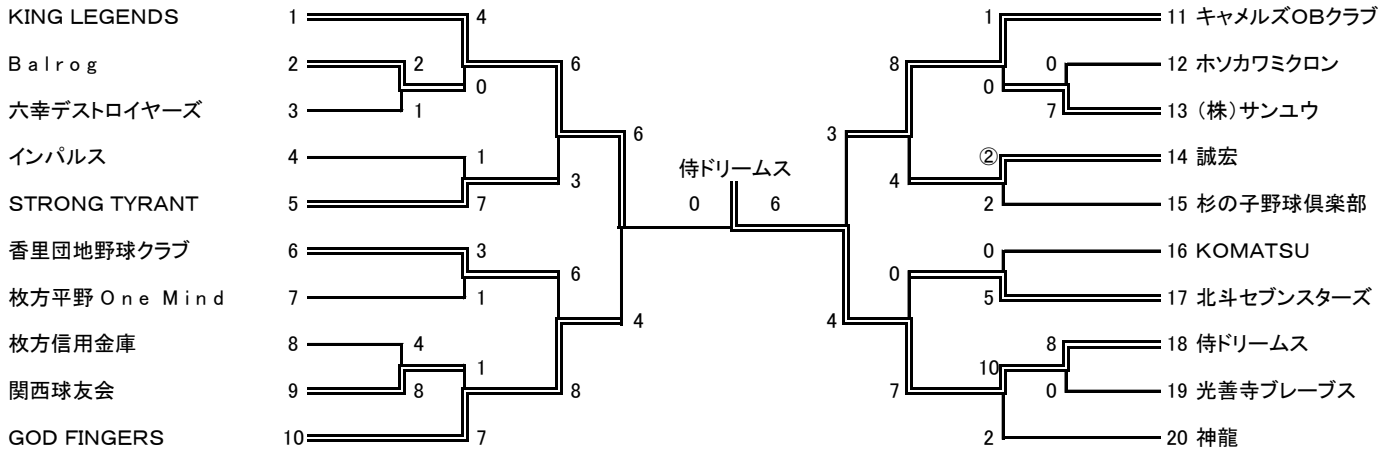 KING LEGENDS 1 4 1 11 キャメルズOBクラブ
Balrog 2 2 6 8 0 12 ホソカワミクロン
0 0
六幸デストロイヤーズ 3 1 7 13 (株)サンユウ
6 3
インパルス 4 1 ② 14 誠宏
侍ドリームス
3 4
STRONG TYRANT 5 7 0 6 2 15 杉の子野球倶楽部
香里団地野球クラブ 6 3 0 16 KOMATSU
6 0
枚方平野 One Mind 7 1 5 17 北斗セブンスターズ
4 4
枚方信用金庫 8 4 8 18 侍ドリームス
1 10
関西球友会 9 8 8 7 0 19 光善寺ブレーブス
GOD FINGERS 10 7 2 20 神龍